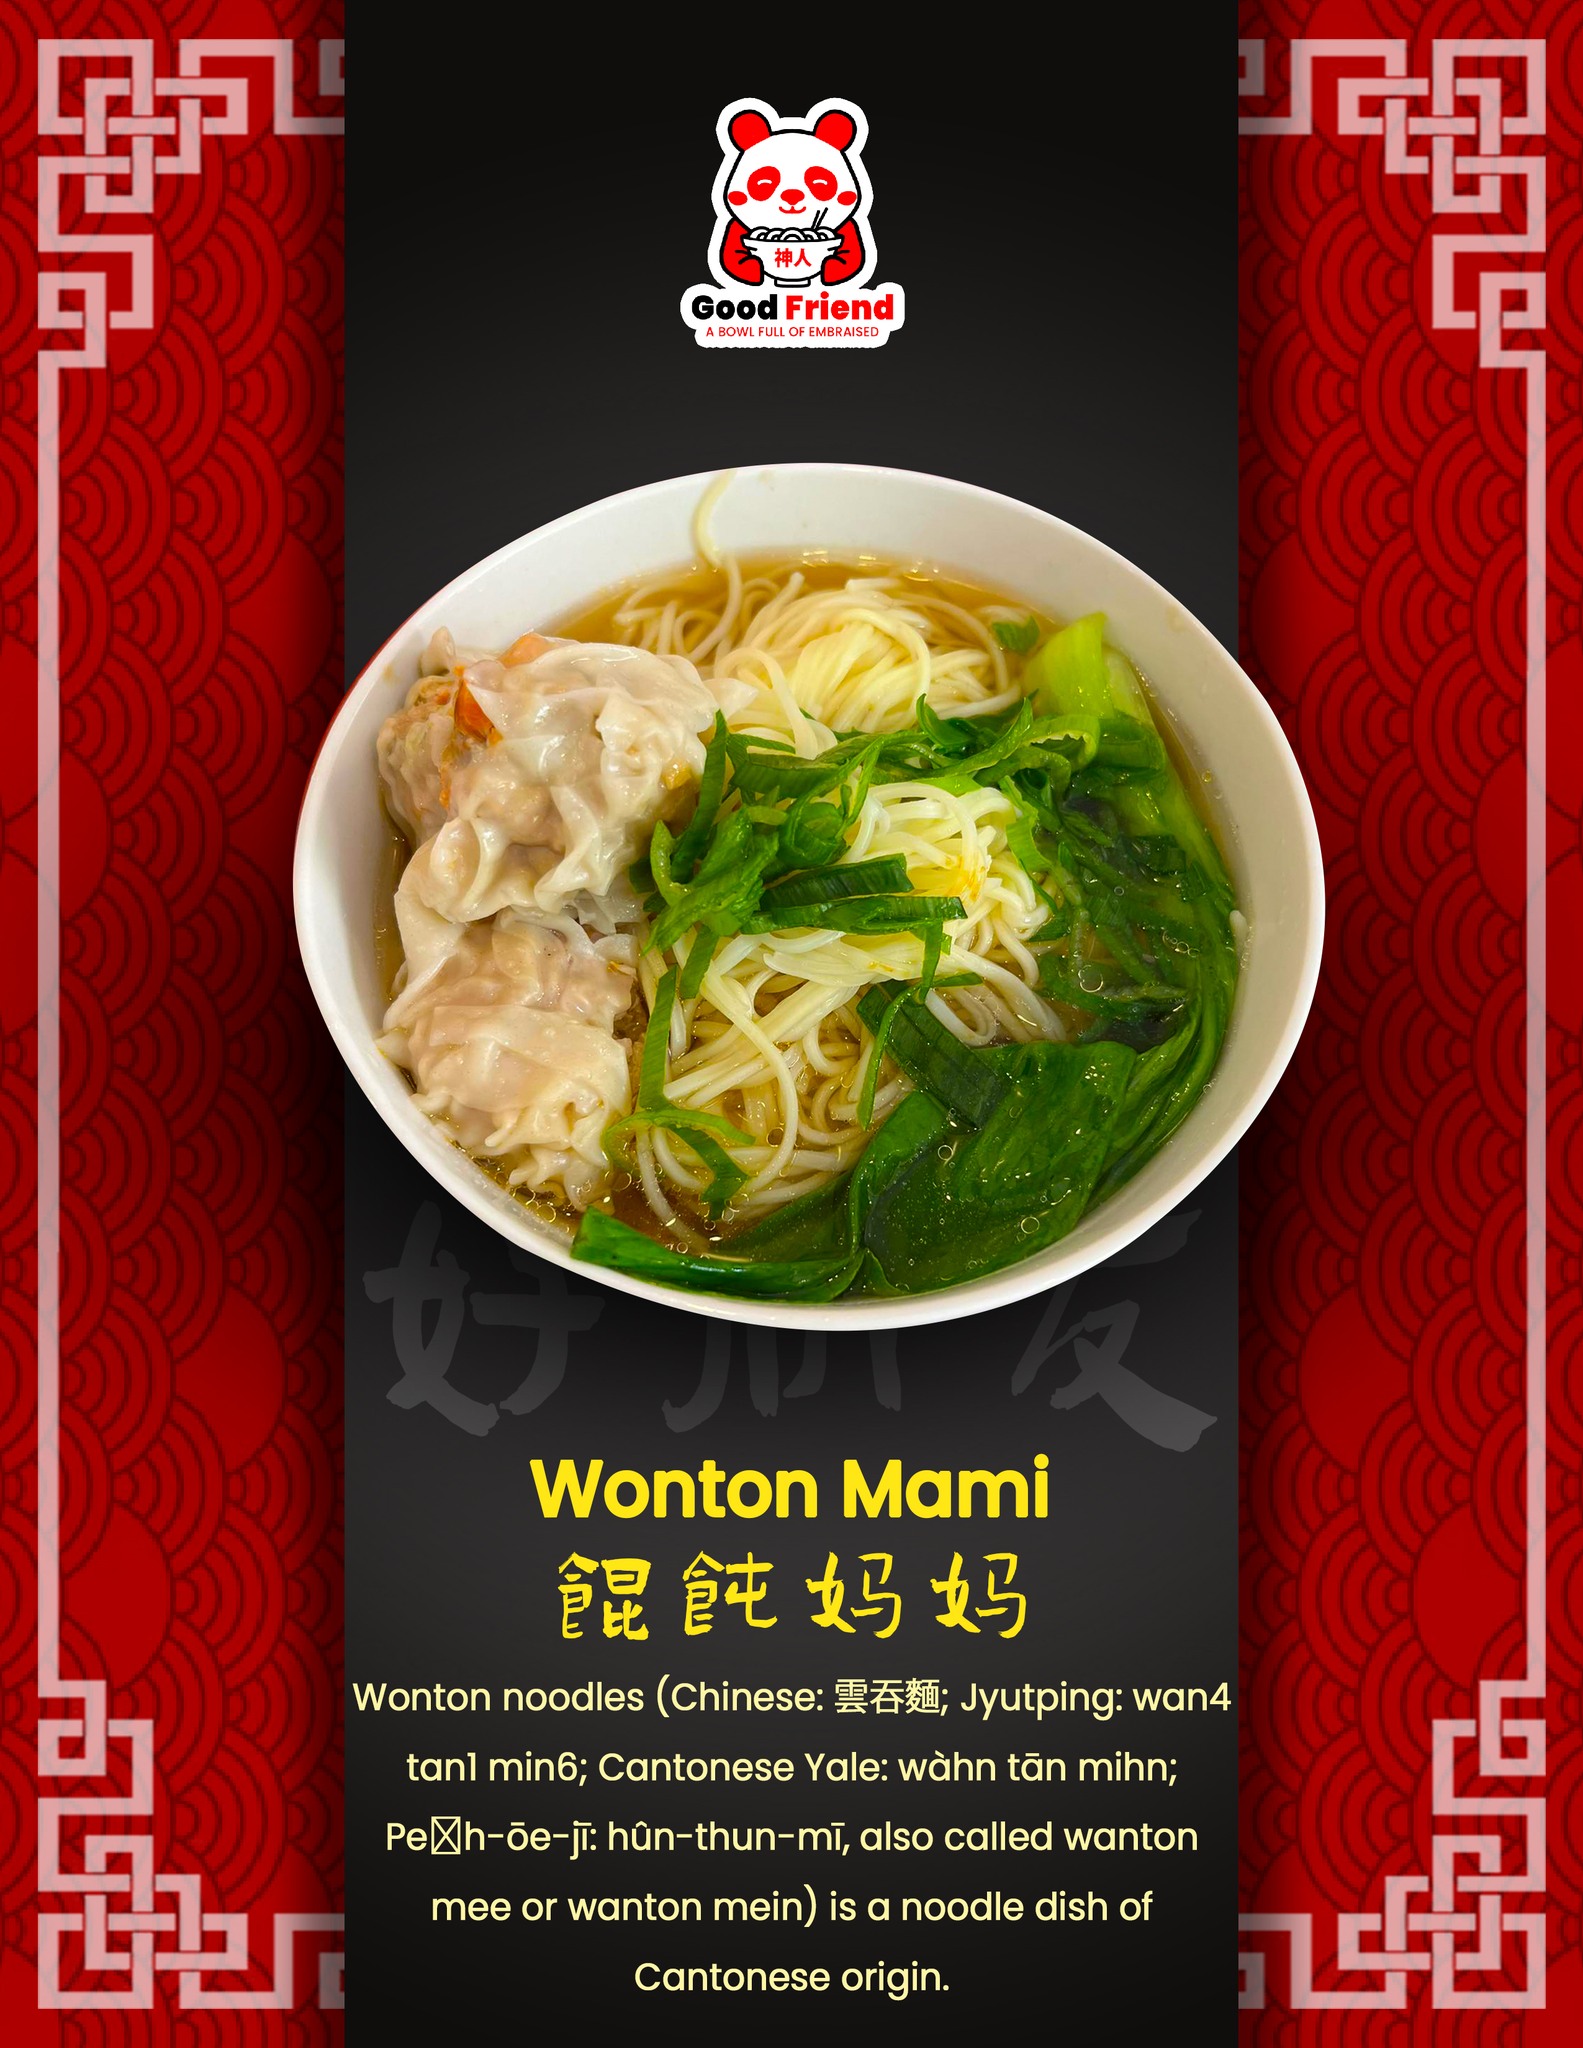 神人
Good Friend
A BOWL FULL OF EMBRAISED
好朋友
Wonton Mami
餛飩妈妈
Wonton noodles (Chinese: 雲吞麵; Jyutping: wan4
tan1 min6; Cantonese Yale: wàhn tān mihn;
Pe☒h-ōe-jī: hûn-thun-mī, also called wanton
mee or wanton mein) is a noodle dish of
Cantonese origin.